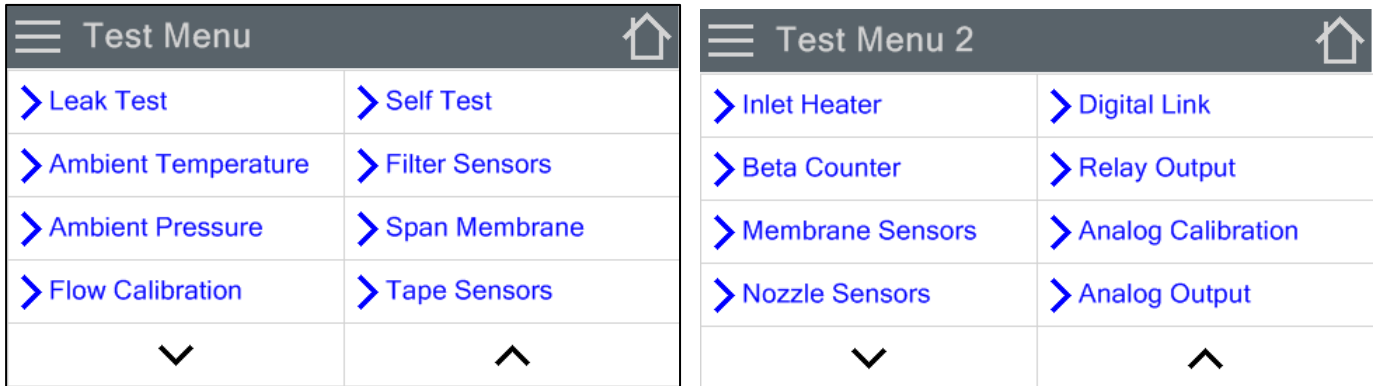 Test Menu
Leak Test
Self Test
Ambient Temperature
Filter Sensors
Ambient Pressure
Span Membrane
Flow Calibration
Tape Sensors
Test Menu 2
Inlet Heater
Digital Link
Beta Counter
Relay Output
Membrane Sensors
Analog Calibration
Nozzle Sensors
Analog Output